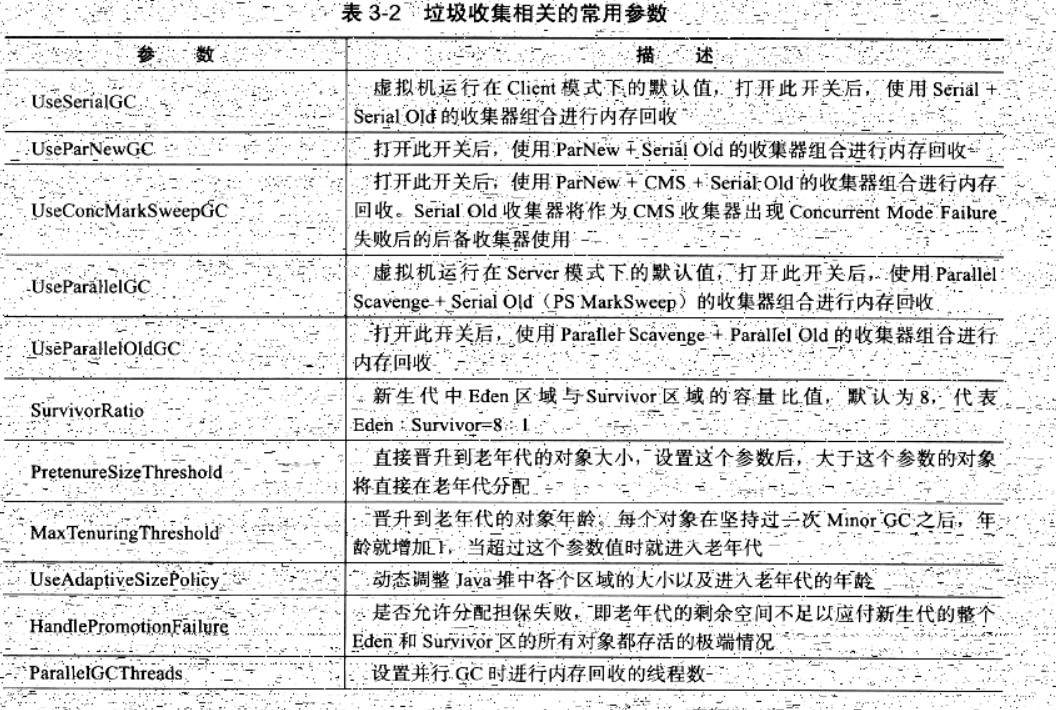 表 3-2 垃圾收集相关的常用参数
参 数
描 述
UseSerialGC
虚拟机运行在 Client 模式下的默认值，打开此开关后，使用 Serial +
Serial Old 的收集器组合进行内存回收
UseParNewGC
打开此开关后，使用 ParNew + Serial Old 的收集器组合进行内存回收
UseConcMarkSweepGC
打开此开关后，使用 ParNew + CMS + Serial Old 的收集器组合进行内存
回收。Serial Old 收集器将作为 CMS 收集器出现 Concurrent Mode Failure
失败后的后备收集器使用
UseParallelGC
虚拟机运行在 Server 模式下的默认值，打开此开关后，使用 Parallel
Scavenge + Serial Old（PS MarkSweep）的收集器组合进行内存回收
UseParallelOldGC
打开此开关后，使用 Parallel Scavenge + Parallel Old 的收集器组合进行
内存回收
SurvivorRatio
新生代中 Eden 区域与 Survivor 区域的容量比值，默认为 8，代表
Eden：Survivor=8：1
PretenureSizeThreshold
直接晋升到老年代的对象大小，设置这个参数后，大于这个参数的对象
将直接在老年代分配
MaxTenuringThreshold
晋升到老年代的对象年龄。每个对象在坚持过一次 Minor GC 之后，年
龄就增加 1，当超过这个参数值时就进入老年代
UseAdaptiveSizePolicy
动态调整 Java 堆中各个区域的大小以及进入老年代的年龄
HandlePromotionFailure
是否允许分配担保失败，即老年代的剩余空间不足以应付新生代的整个
Eden 和 Survivor 区的所有对象都存活的极端情况
ParallelGCThreads
设置并行 GC 时进行内存回收的线程数